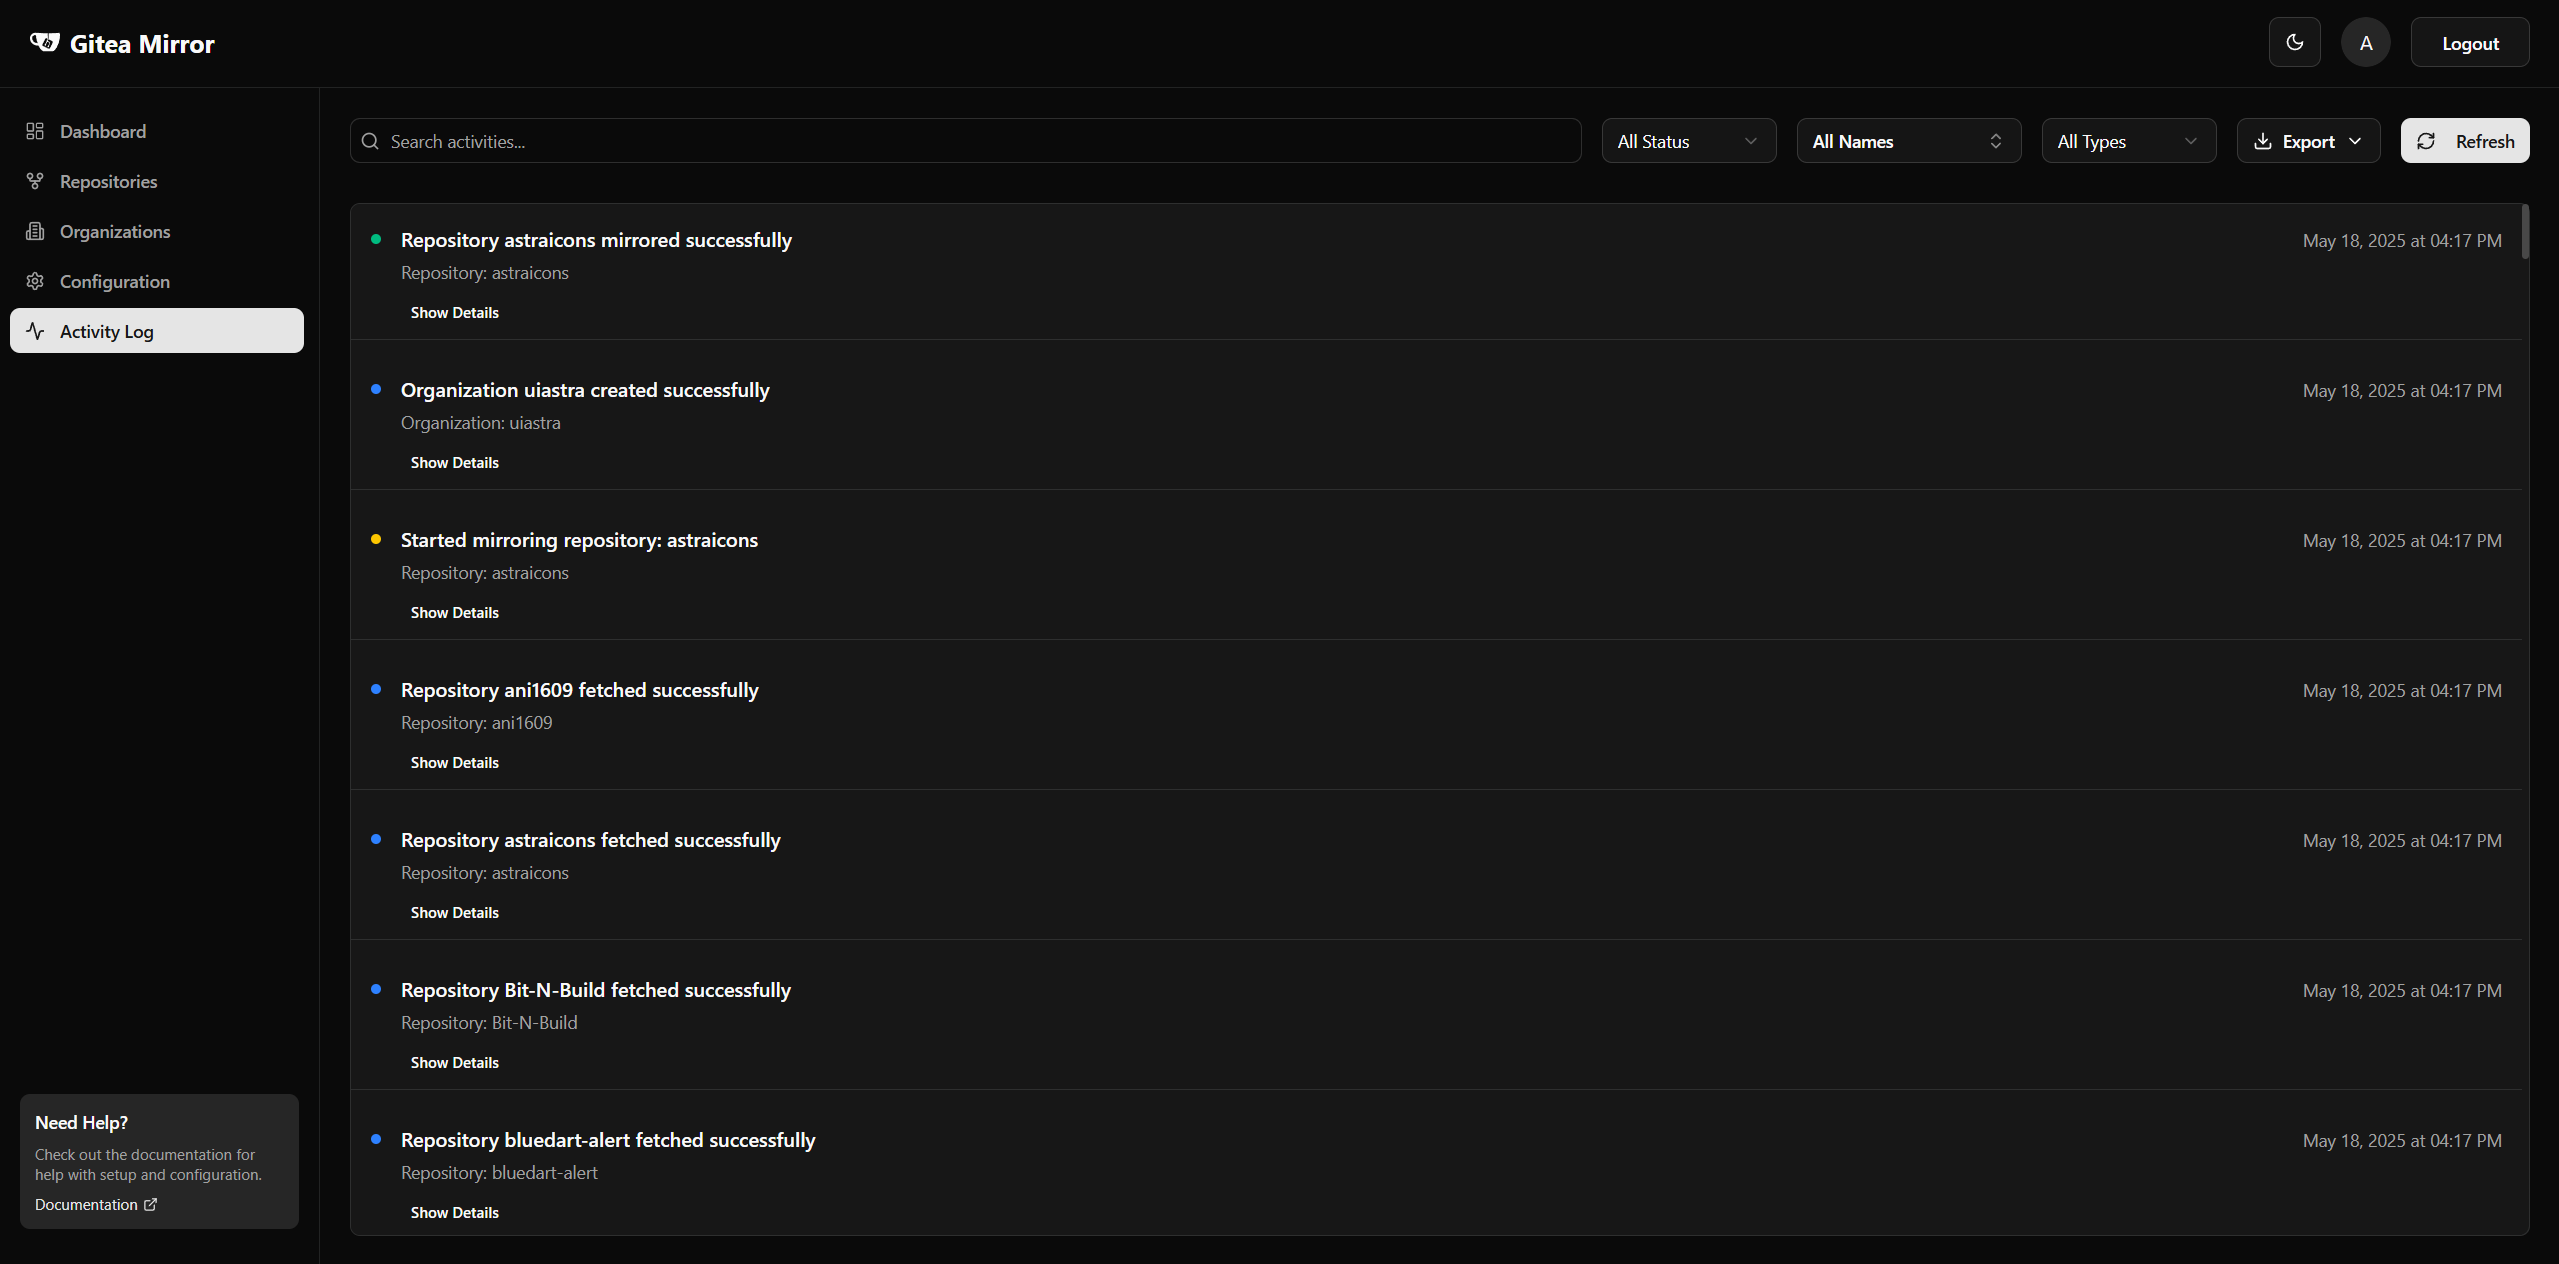 Gitea Mirror
A
Logout
Dashboard
Repositories
Organizations
Configuration
Activity Log
Search activities...
All Status
All Names
All Types
Export
Refresh
Repository astraicons mirrored successfully
May 18, 2025 at 04:17 PM
Repository: astraicons
Show Details
Organization uiastra created successfully
May 18, 2025 at 04:17 PM
Organization: uiastra
Show Details
Started mirroring repository: astraicons
May 18, 2025 at 04:17 PM
Repository: astraicons
Show Details
Repository ani1609 fetched successfully
May 18, 2025 at 04:17 PM
Repository: ani1609
Show Details
Repository astraicons fetched successfully
May 18, 2025 at 04:17 PM
Repository: astraicons
Show Details
Repository Bit-N-Build fetched successfully
May 18, 2025 at 04:17 PM
Repository: Bit-N-Build
Show Details
Repository bluedart-alert fetched successfully
May 18, 2025 at 04:17 PM
Repository: bluedart-alert
Show Details
Need Help?
Check out the documentation for
help with setup and configuration.
Documentation